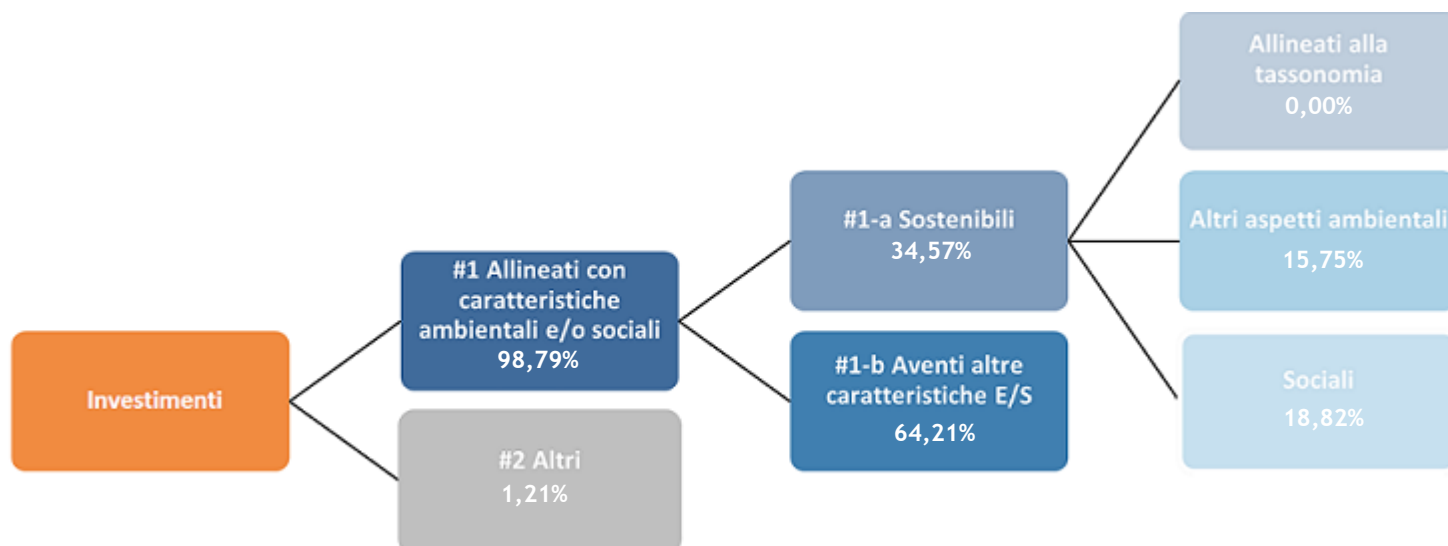 Investimenti
#1 Allineati con
caratteristiche
ambientali e/o sociali
98,79%
#2 Altri
1,21%
#1-a Sostenibili
34,57%
#1-b Aventi altre
caratteristiche E/S
64,21%
Allineati alla
tassonomia
0,00%
Altri aspetti ambientali
15,75%
Sociali
18,82%